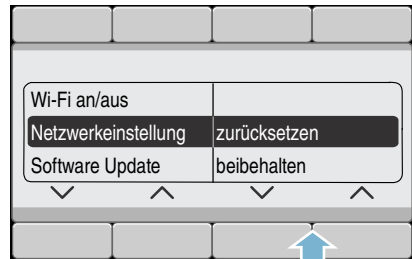 Wi-Fi an/aus
Netzwerkeinstellung zurücksetzen
Software Update beibehalten